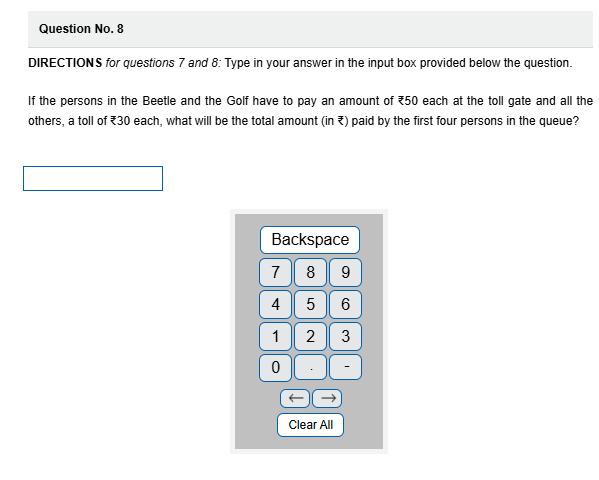 Question No. 8
DIRECTIONS for questions 7 and 8: Type in your answer in the input box provided below the question.
If the persons in the Beetle and the Golf have to pay an amount of ₹50 each at the toll gate and all the
others, a toll of ₹30 each, what will be the total amount (in ₹) paid by the first four persons in the queue?
Backspace
7 8 9
4 5 6
1 2 3
0 . -
← →
Clear All